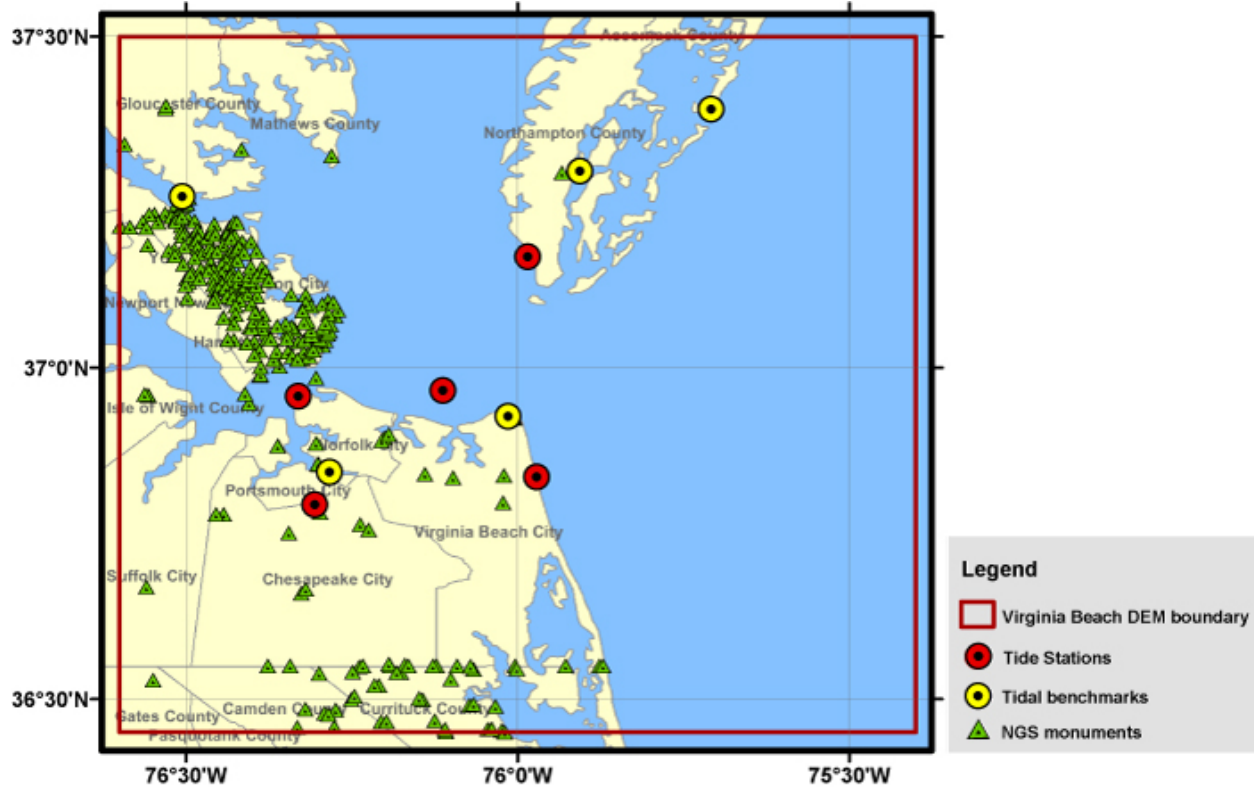 37°30'N
Accomack County
Gloucester County
Mathews County
Northampton County
Newport New
37°0'N
Isle of Wight County
Norfolk City
Portsmouth City
Virginia Beach City
Suffolk City
Chesapeake City
36°30'N
Gates County
Camden County
Currituck County
Pasquotank County
76°30'W
76°0'W
75°30'W
Legend
Virginia Beach DEM boundary
Tide Stations
Tidal benchmarks
NGS monuments